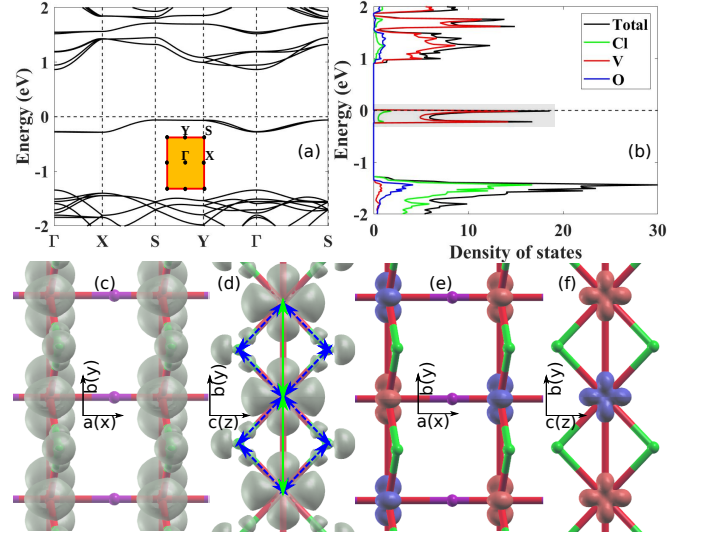 2
1
0
-1
-2
Energy (eV)
Γ X S Y Γ S
Y S
Γ X
(a)
2
1
0
-1
-2
Energy (eV)
Total
Cl
V
O
(b)
0 10 20 30
Density of states
(c)
b(y)
a(x)
(d)
b(y)
c(z)
(e)
b(y)
a(x)
(f)
b(y)
c(z)